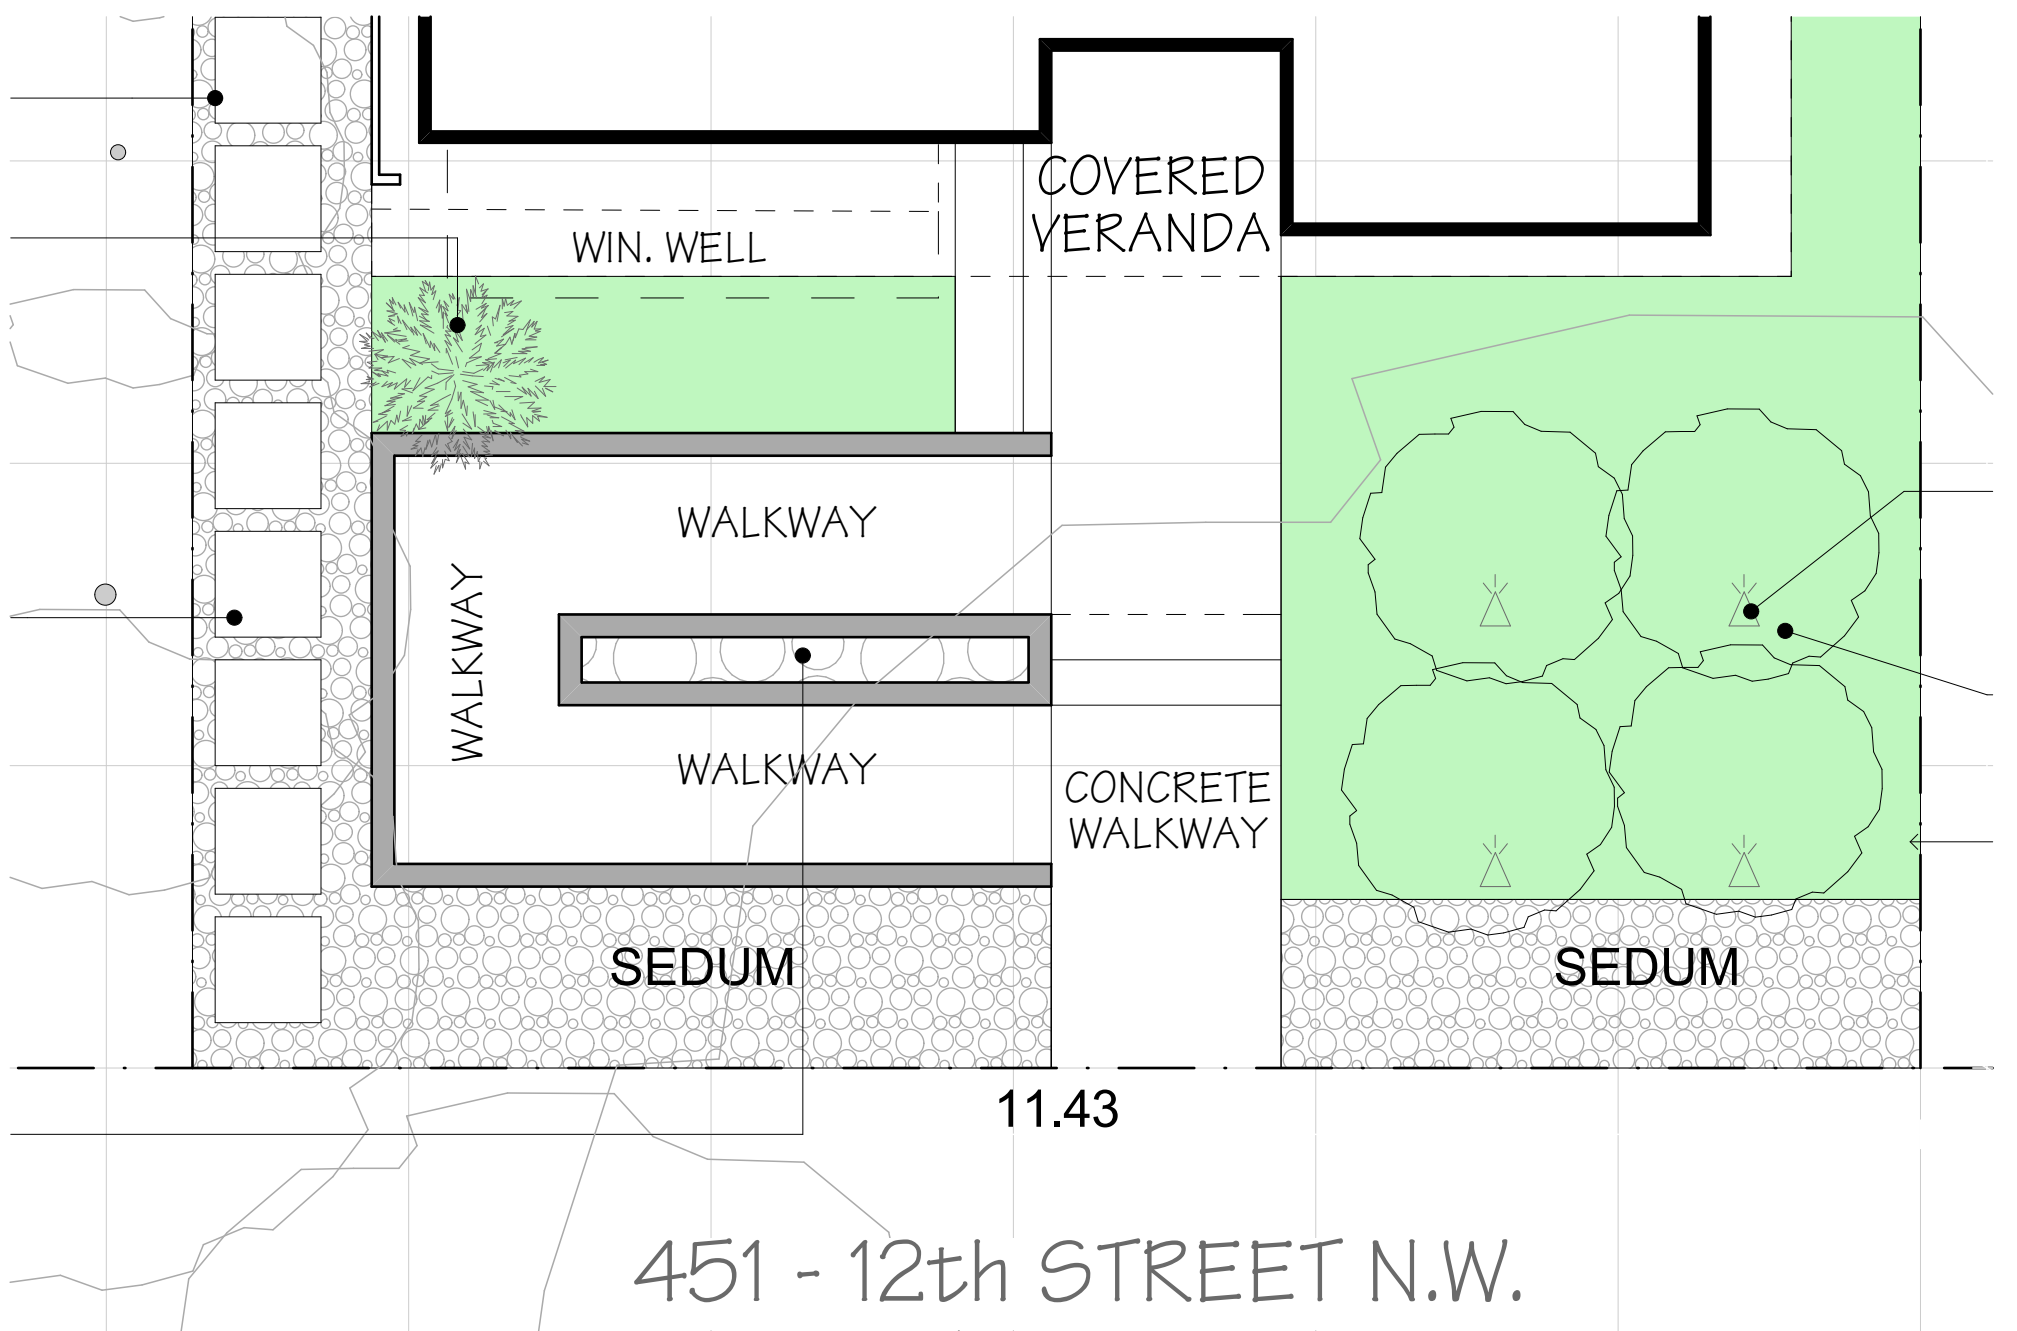 COVERED
VERANDA
WIN. WELL
WALKWAY
WALKWAY
WALKWAY
CONCRETE
WALKWAY
SEDUM
SEDUM
11.43
451 - 12th STREET N.W.